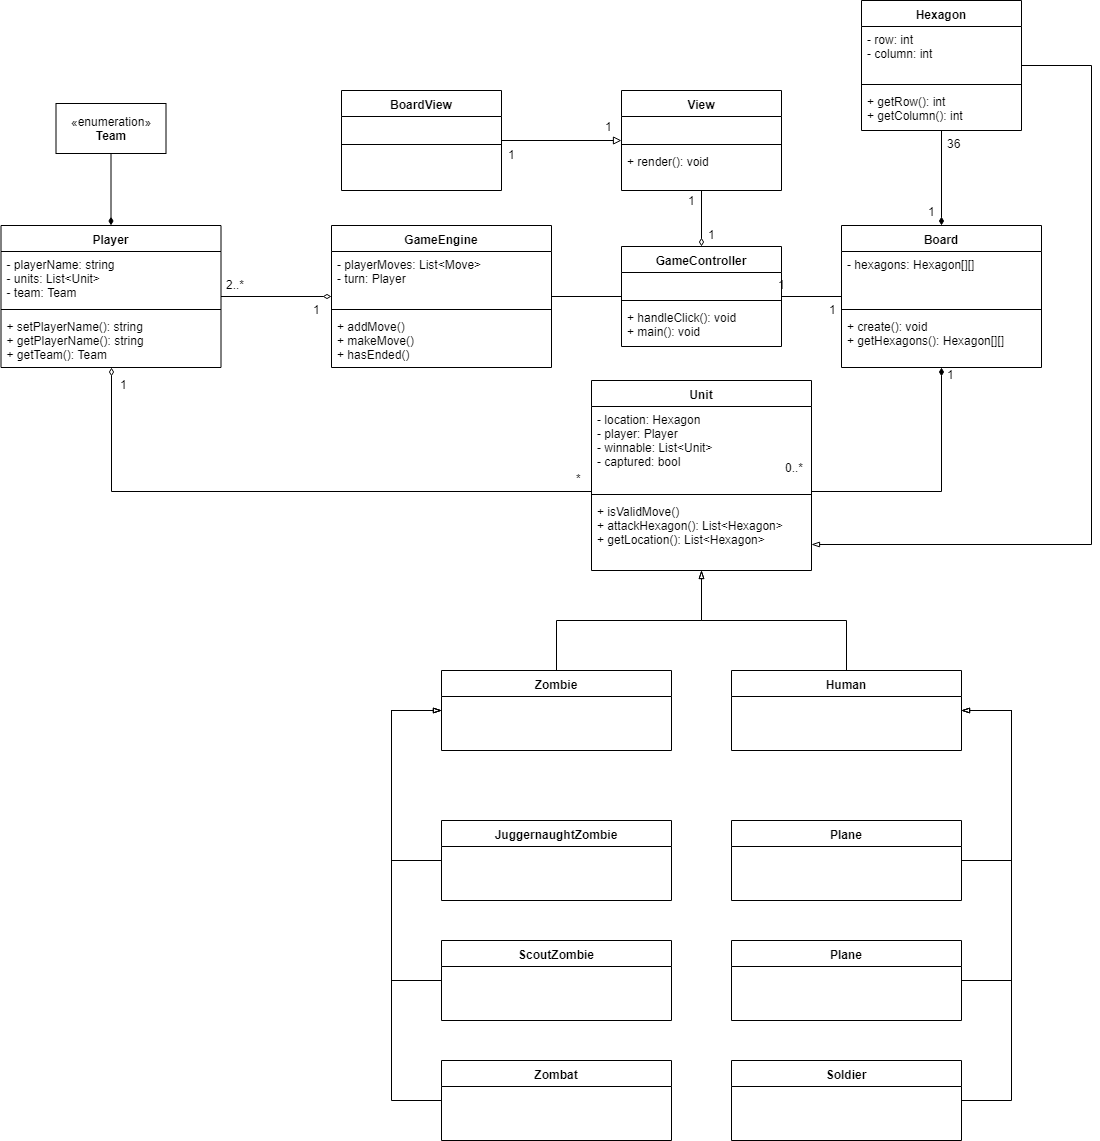 Hexagon
- row: int
- column: int
+ getRow(): int
+ getColumn(): int
36
1
BoardView
1
1
View
+ render(): void
1
1
«enumeration»
Team
Player
- playerName: string
- units: List<Unit>
- team: Team
+ setPlayerName(): string
+ getPlayerName(): string
+ getTeam(): Team
2..*
1
1
GameEngine
- playerMoves: List<Move>
- turn: Player
+ addMove()
+ makeMove()
+ hasEnded()
GameController
+ handleClick(): void
+ main(): void
1
1
Board
- hexagons: Hexagon[][]
+ create(): void
+ getHexagons(): Hexagon[][]
1
Unit
- location: Hexagon
- player: Player
- winnable: List<Unit>
- captured: bool
0..*
*
+ isValidMove()
+ attackHexagon(): List<Hexagon>
+ getLocation(): List<Hexagon>
Zombie
Human
JuggernaughtZombie
Plane
ScoutZombie
Plane
Zombat
Soldier